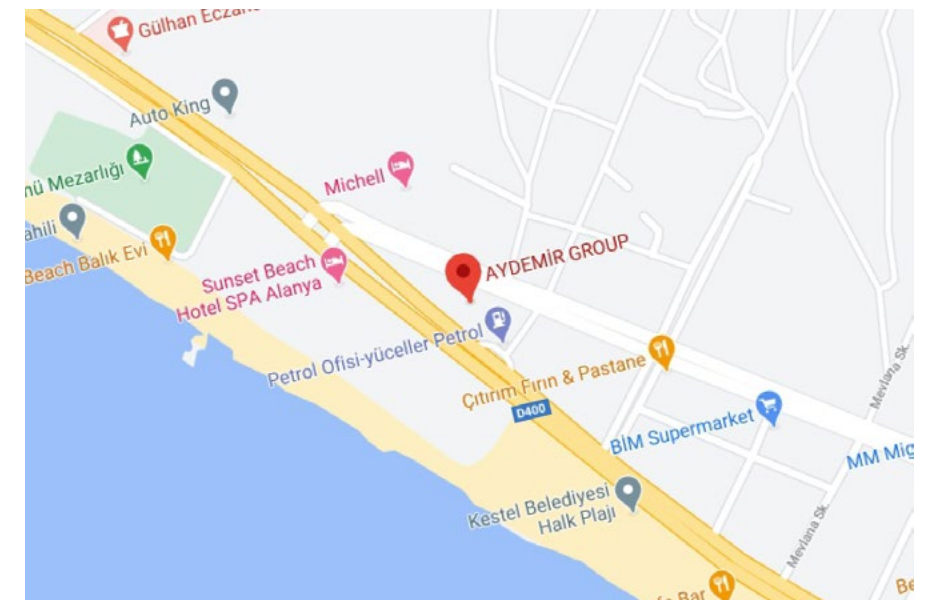 Gülhan Eczane
Auto King
nü Mezarlığı
Michell
ahili
Beach Balık Evi
AYDEMİR GROUP
Sunset Beach
Hotel SPA Alanya
Petrol Ofisi-yüceller Petrol
Çıtırım Fırın & Pastane
Mevlana Sk.
D400
BİM Supermarket
MM Mig
Kestel Belediyesi
Halk Plajı
Mevlana Sk.
Bar
Be